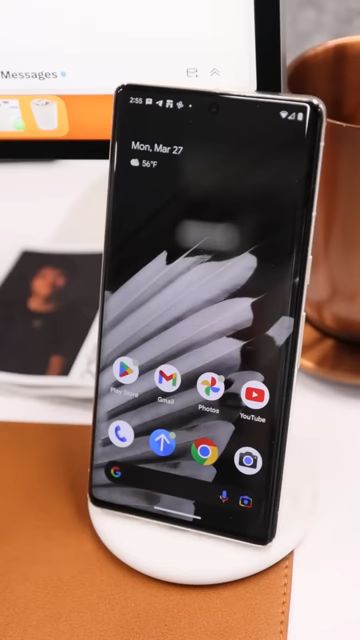 Messages
2:55
Mon, Mar 27
56°F
Play Store
Gmail
Photos
YouTube
G